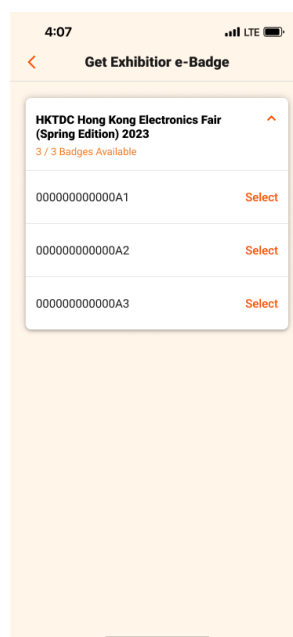 4:07
LTE
Get Exhibitior e-Badge
HKTDC Hong Kong Electronics Fair
(Spring Edition) 2023
3 / 3 Badges Available
000000000000A1 Select
000000000000A2 Select
000000000000A3 Select